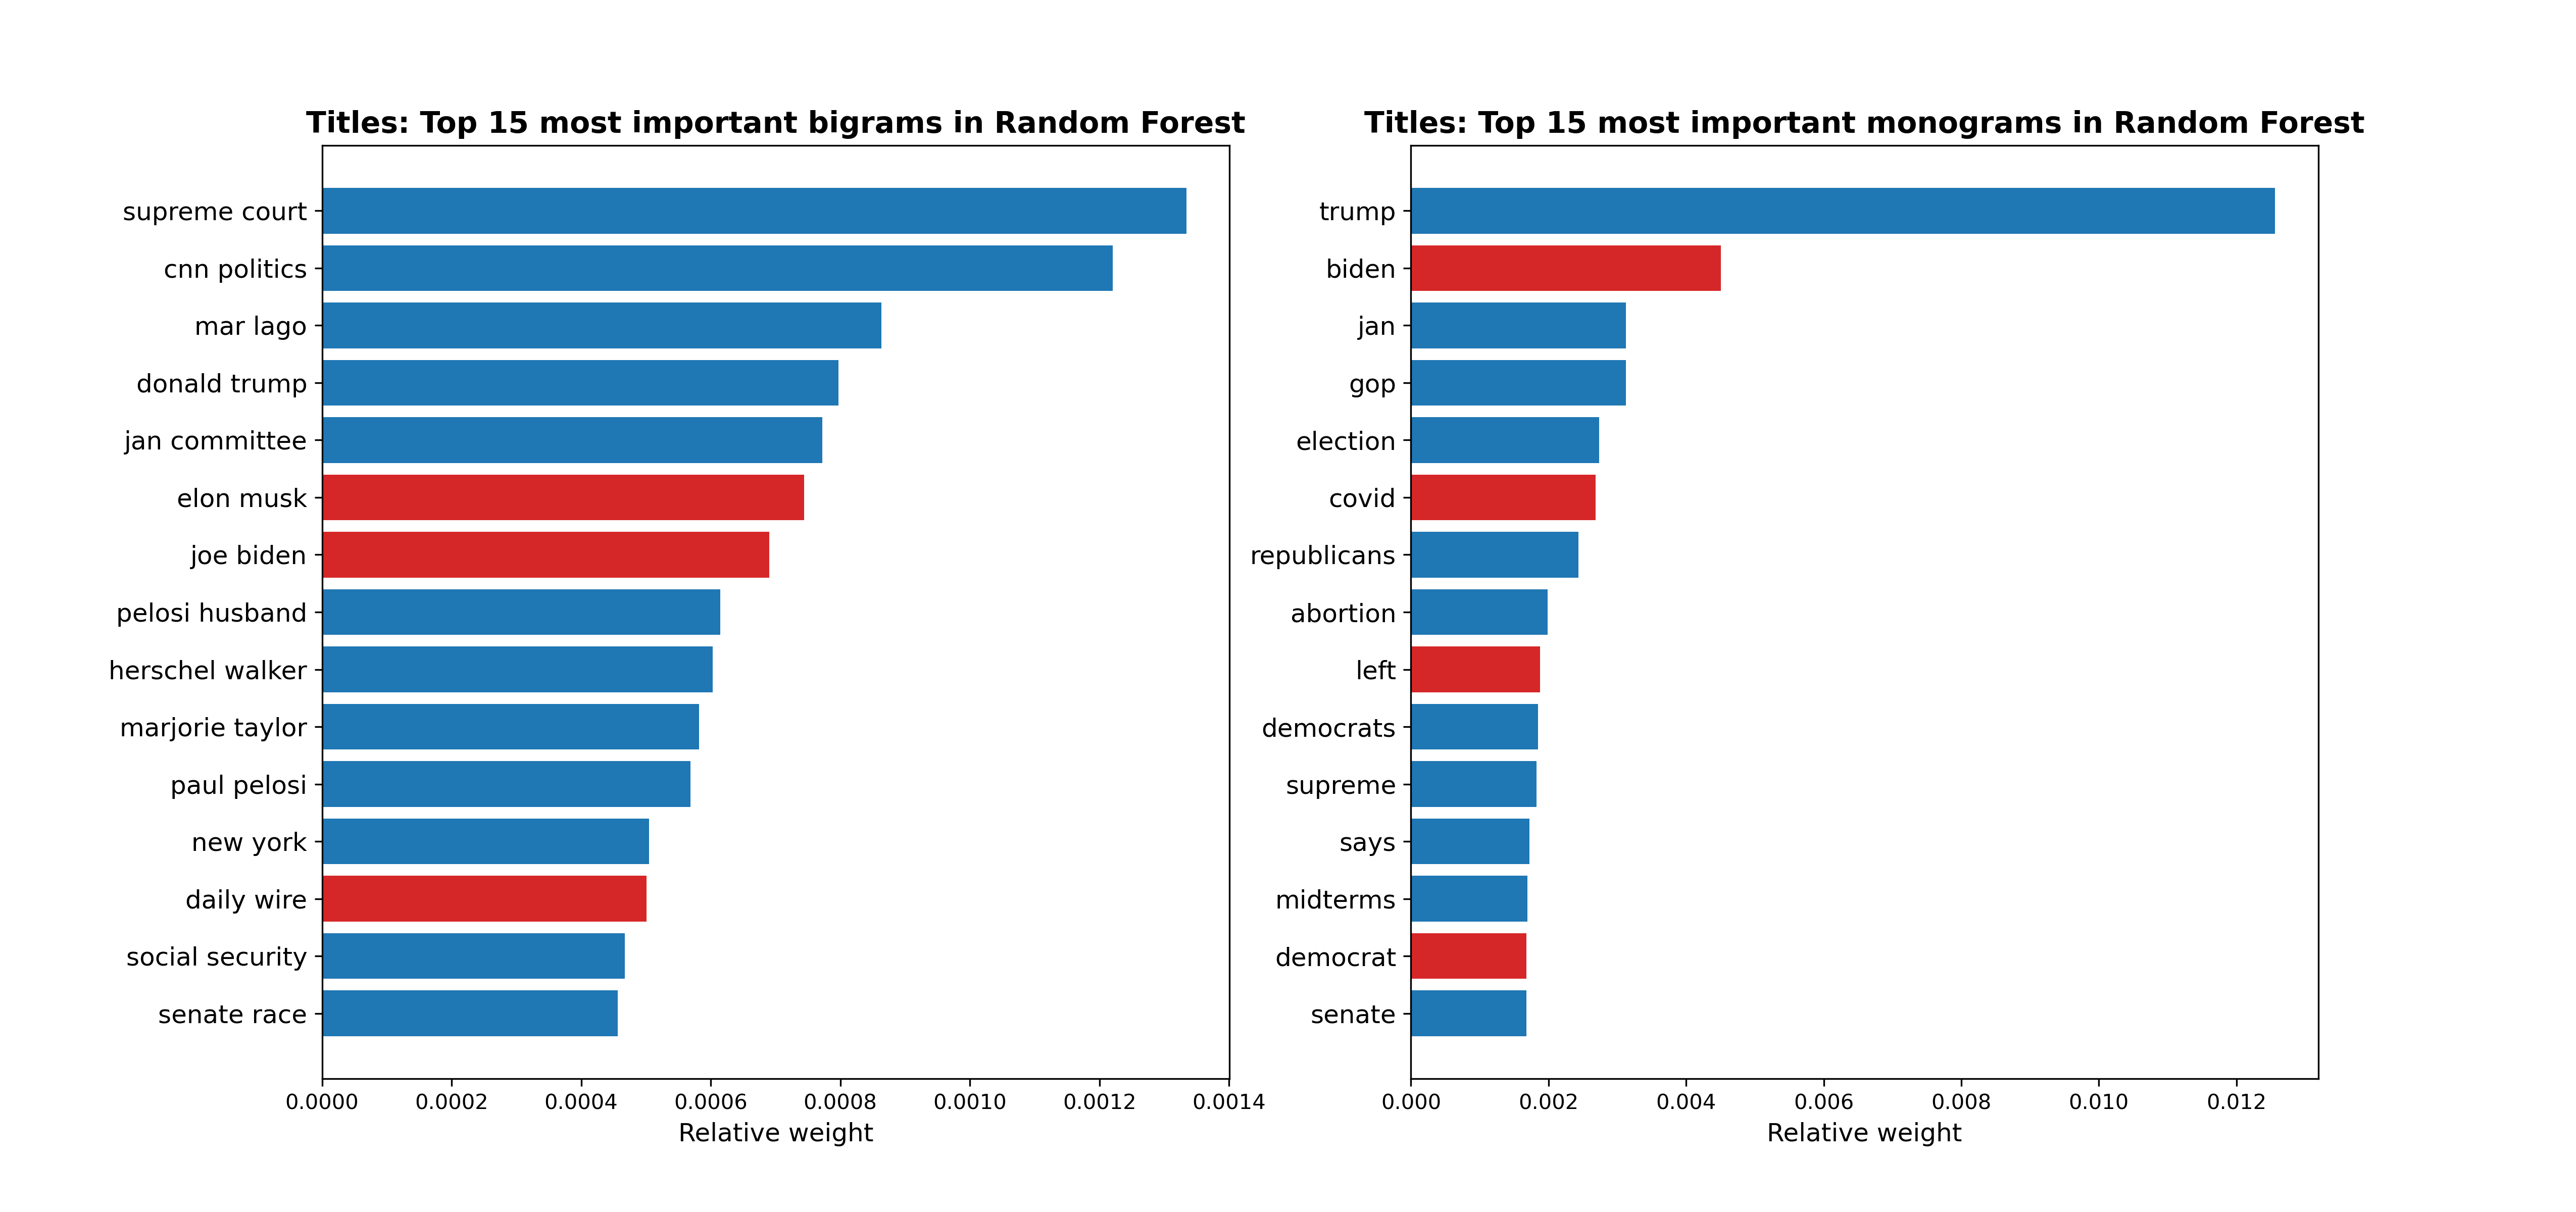 Titles: Top 15 most important bigrams in Random Forest
supreme court
cnn politics
mar lago
donald trump
jan committee
elon musk
joe biden
pelosi husband
herschel walker
marjorie taylor
paul pelosi
new york
daily wire
social security
senate race
0.0000 0.0002 0.0004 0.0006 0.0008 0.0010 0.0012 0.0014
Relative weight
Titles: Top 15 most important monograms in Random Forest
trump
biden
jan
gop
election
covid
republicans
abortion
left
democrats
supreme
says
midterms
democrat
senate
0.000 0.002 0.004 0.006 0.008 0.010 0.012
Relative weight